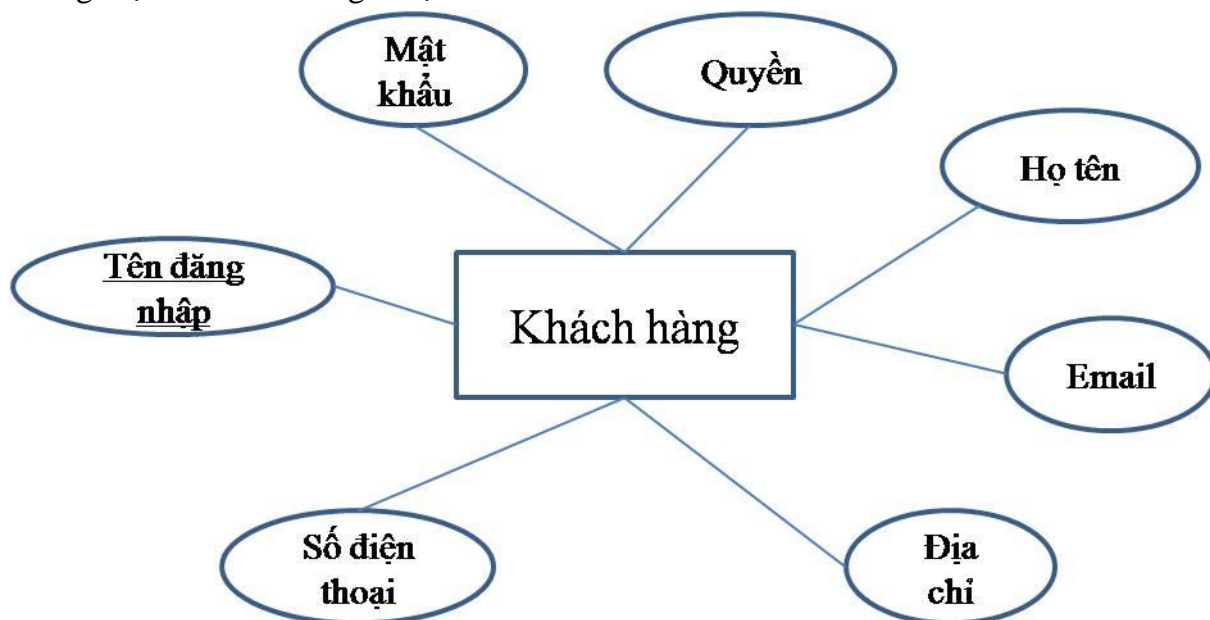 Mật
khẩu
Quyền
Họ tên
Tên đăng
nhập
Khách hàng
Email
Số điện
thoại
Địa
chỉ